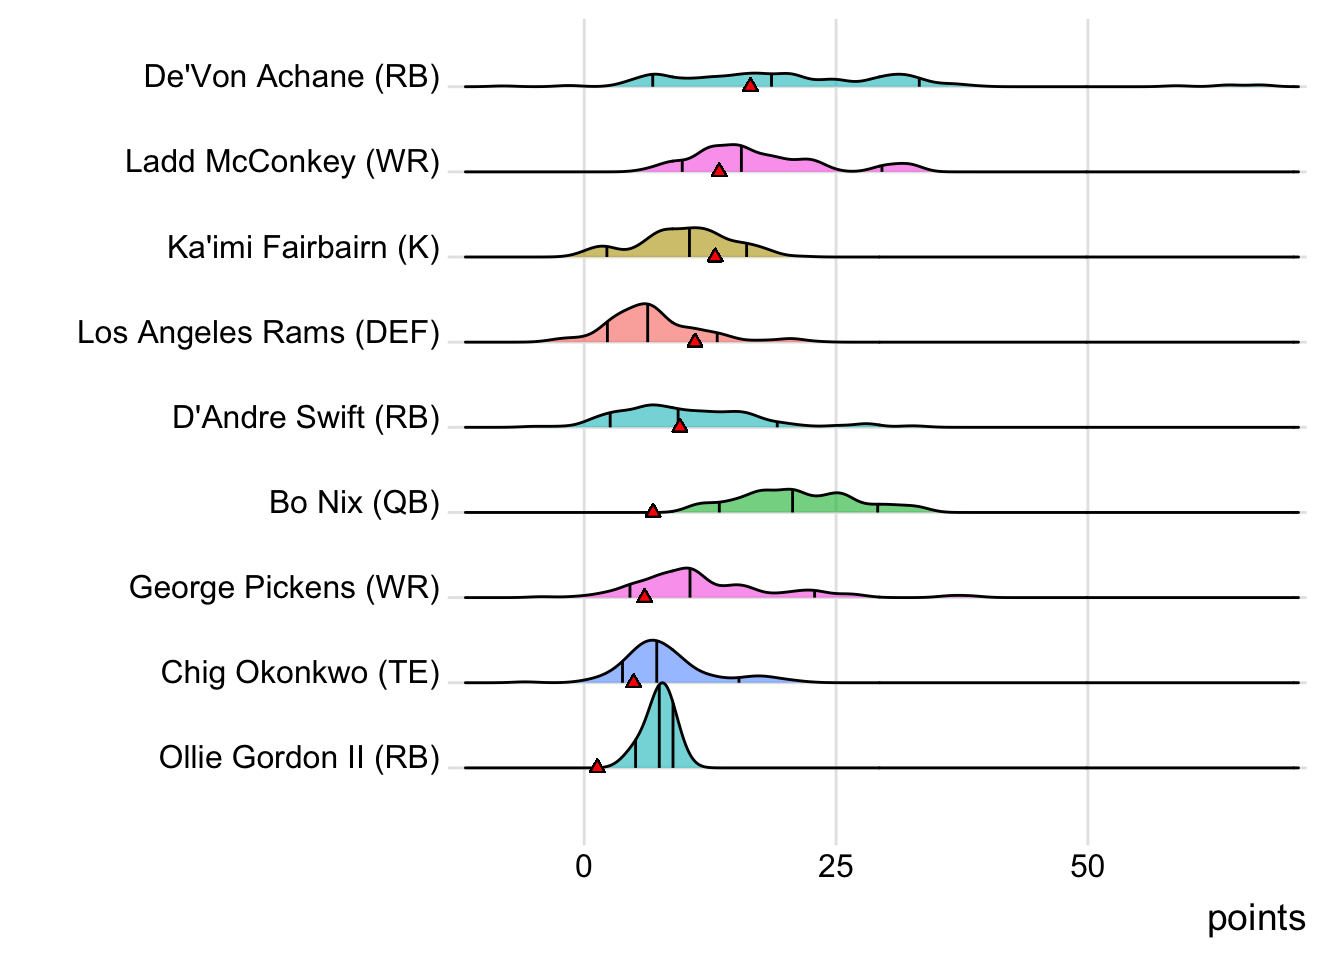 De'Von Achane (RB)
Ladd McConkey (WR)
Ka'imi Fairbairn (K)
Los Angeles Rams (DEF)
D'Andre Swift (RB)
Bo Nix (QB)
George Pickens (WR)
Chig Okonkwo (TE)
Ollie Gordon II (RB)
0 25 50
points